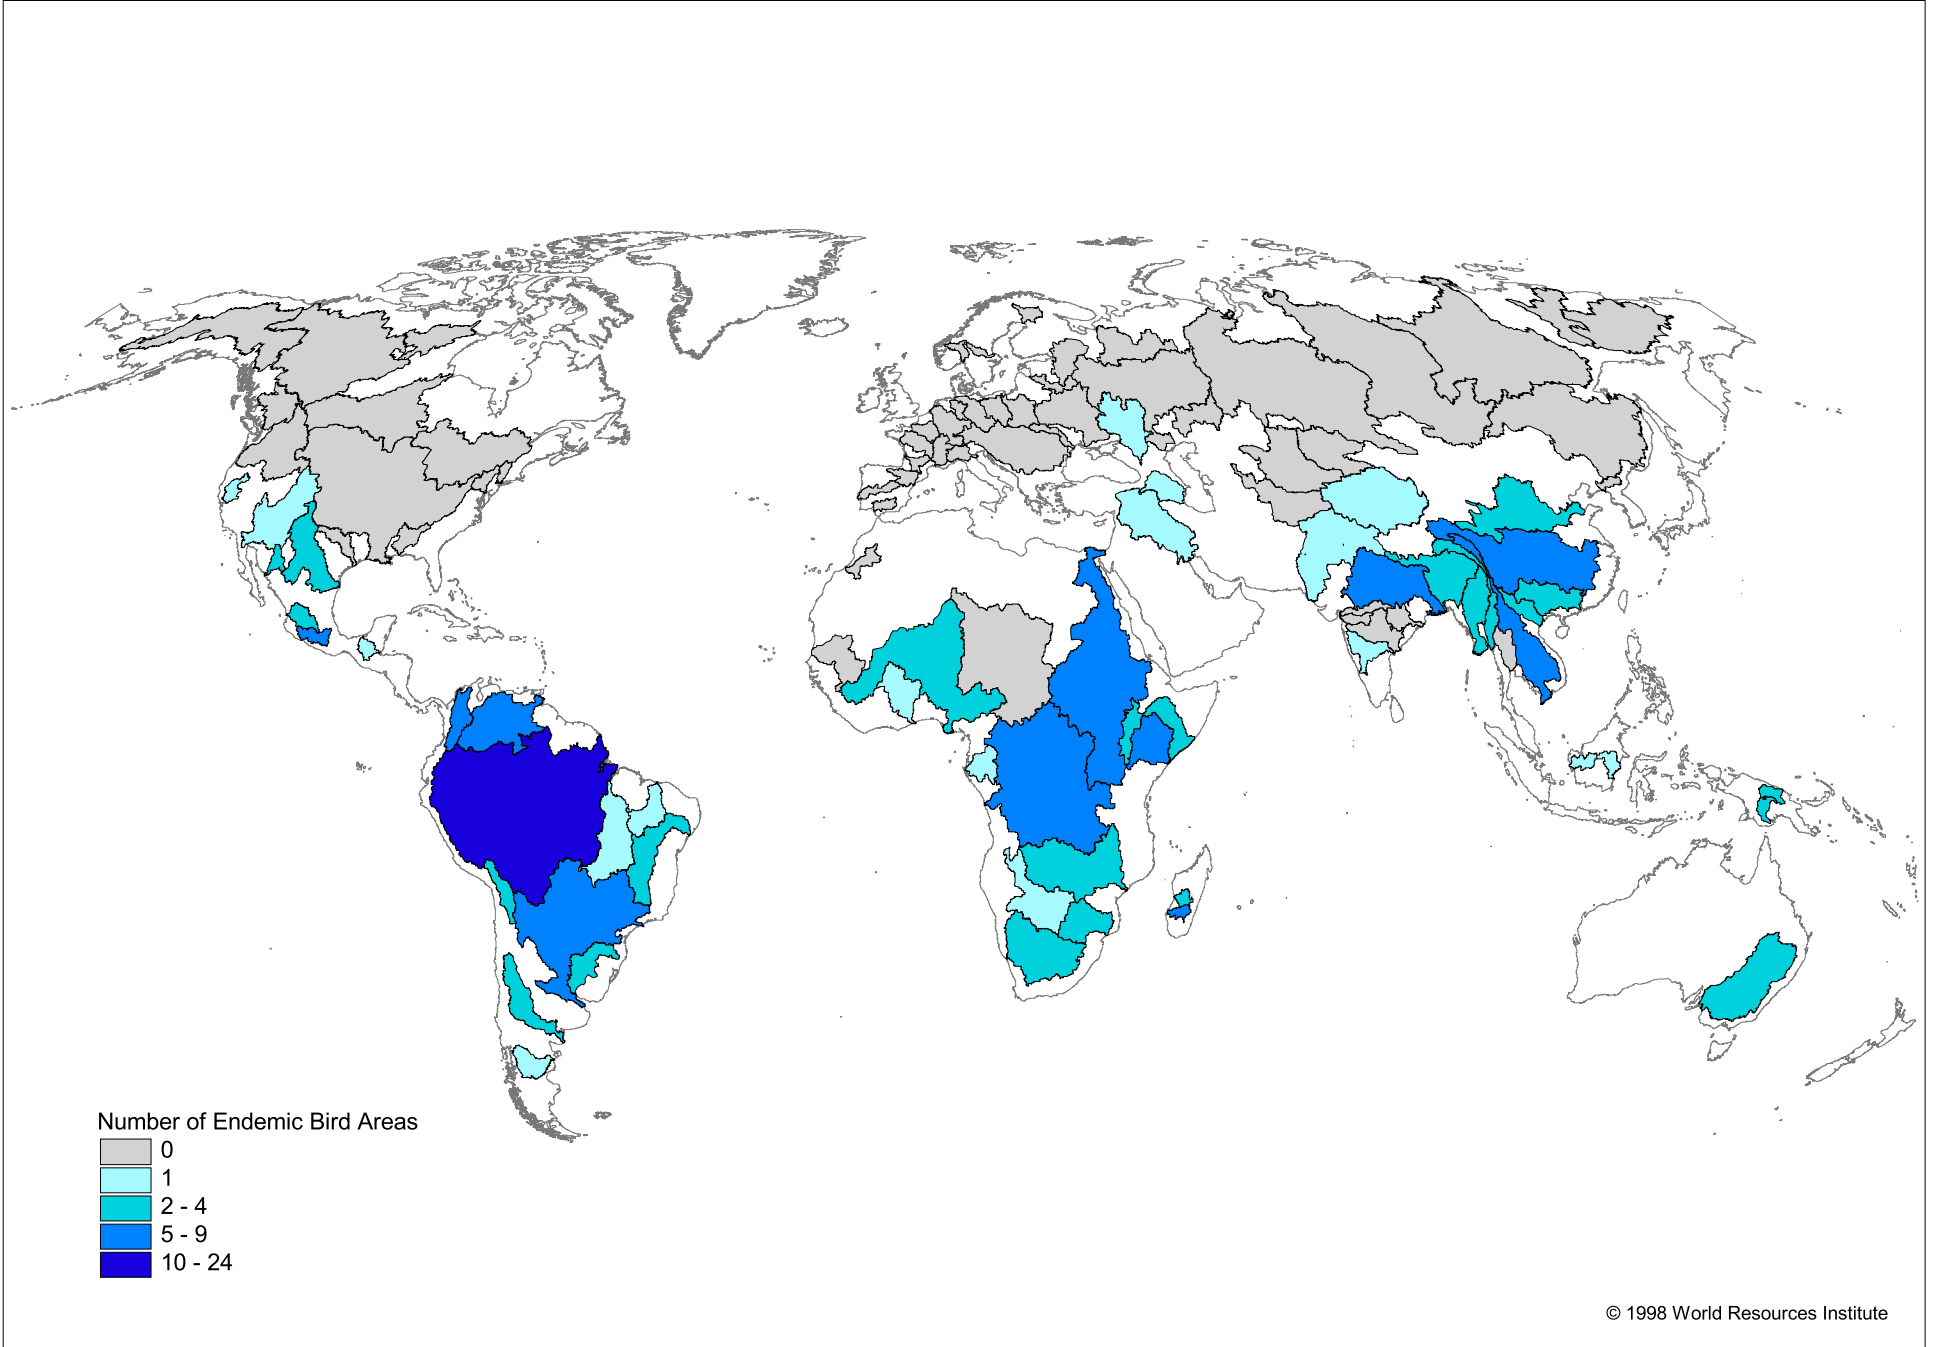 Number of Endemic Bird Areas
0
1
2 - 4
5 - 9
10 - 24
© 1998 World Resources Institute